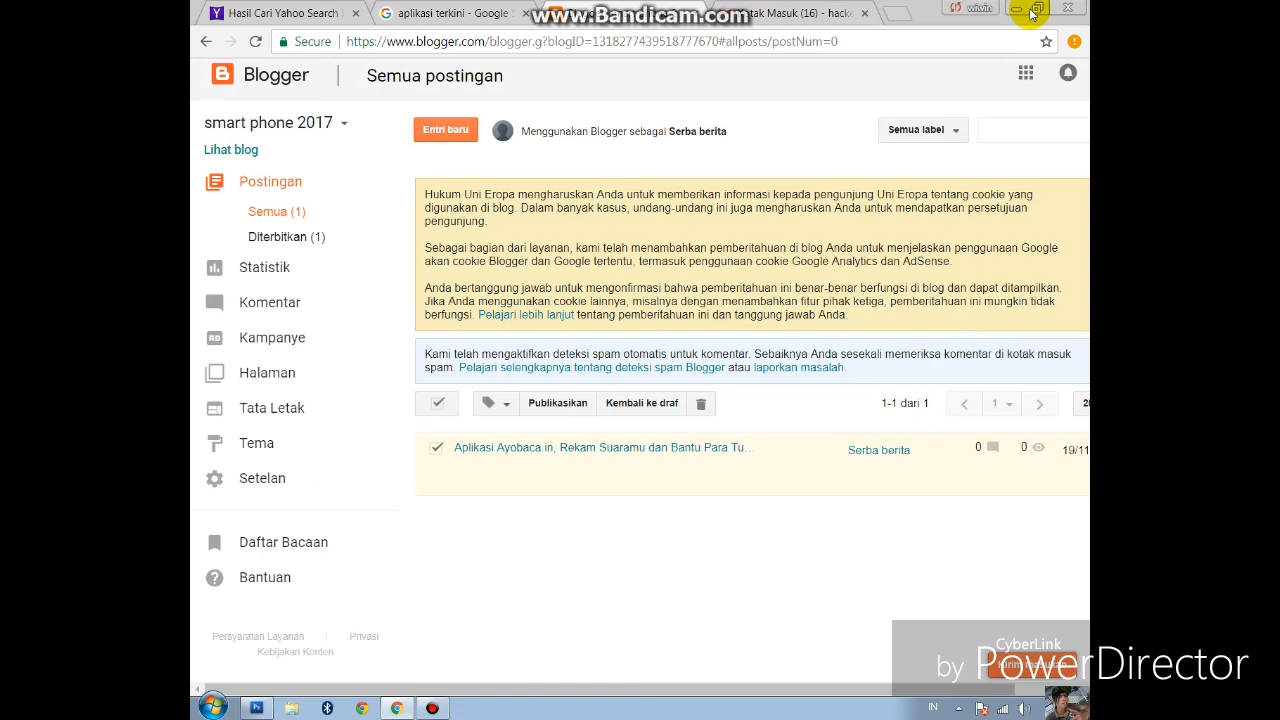 Hasil Cari Yahoo Search
aplikasi terkini - Google S
Masuk (16) - hacke
wiwin
www.Bandicam.com
Secure
https://www.blogger.com/blogger.g?blogID=1318277439518777670#allposts/postNum=0
Blogger
Semua postingan
smart phone 2017
Entri baru
Menggunakan Blogger sebagai Serba berita
Semua label
Lihat blog
Postingan
Semua (1)
Diterbitkan (1)
Statistik
Komentar
Kampanye
Halaman
Tata Letak
Tema
Setelan
Daftar Bacaan
Bantuan
Persyaratan Layanan
Privasi
Kebijakan Konten
Hukum Uni Eropa mengharuskan Anda untuk memberikan informasi kepada pengunjung Uni Eropa tentang cookie yang
digunakan di blog. Dalam banyak kasus, undang-undang ini juga mengharuskan Anda untuk mendapatkan persetujuan
pengunjung.
Sebagai bagian dari layanan, kami telah menambahkan pemberitahuan di blog Anda untuk menjelaskan penggunaan Google
akan cookie Blogger dan Google tertentu, termasuk penggunaan cookie Google Analytics dan AdSense.
Anda bertanggung jawab untuk mengonfirmasi bahwa pemberitahuan ini benar-benar berfungsi di blog dan dapat ditampilkan.
Jika Anda menggunakan cookie lainnya, misalnya dengan menambahkan fitur pihak ketiga, pemberitahuan ini mungkin tidak
berfungsi. Pelajari lebih lanjut tentang pemberitahuan ini dan tanggung jawab Anda.
Kami telah mengaktifkan deteksi spam otomatis untuk komentar. Sebaiknya Anda sesekali memeriksa komentar di kotak masuk
spam. Pelajari selengkapnya tentang deteksi spam Blogger atau laporkan masalah.
Publikasikan
Kembali ke draf
1-1 dari 1
1
Aplikasi Ayobaca.in, Rekam Suaramu dan Bantu Para Tu...
Serba berita
0
0
19/11
Kirim masukan
CyberLink
by PowerDirector
IN